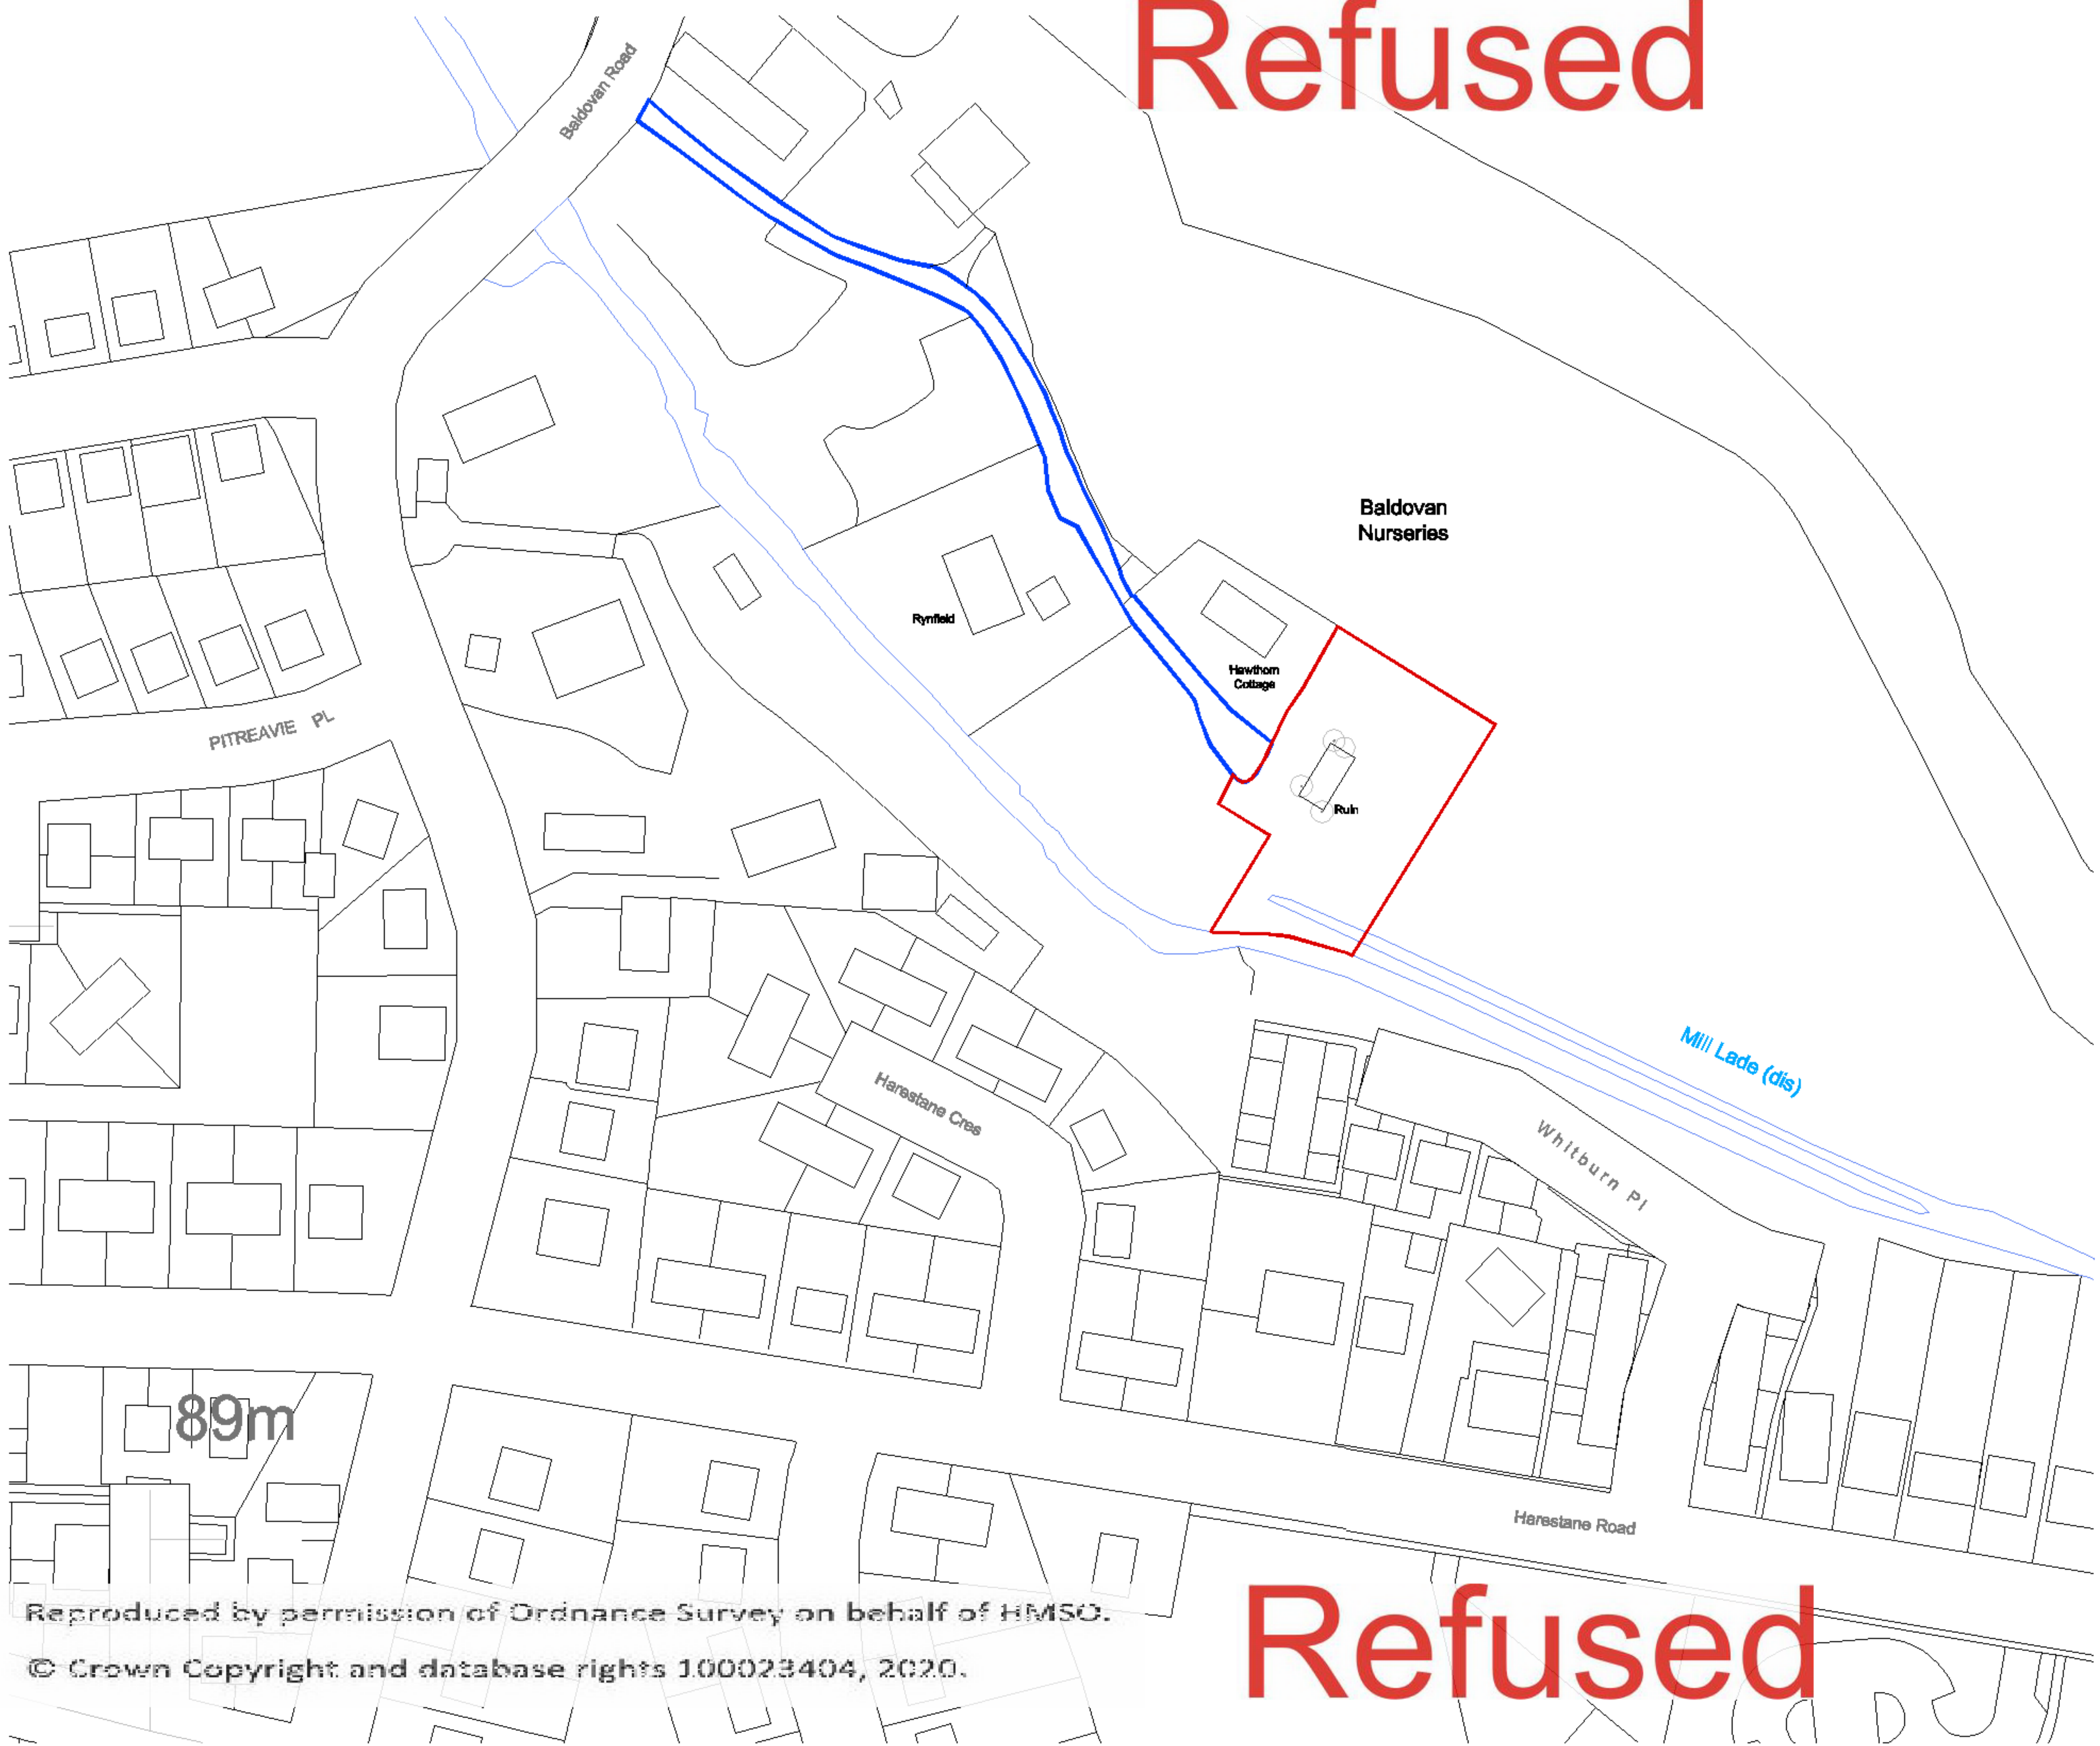 Refused
Baldovan Road
Baldovan
Nurseries
Rynfield
Hawthorn
Cottage
PITREAVIE PL
Ruin
Mill Lade (dis)
Harestane Cres
Whitburn Pl
89m
Harestane Road
Reproduced by permission of Ordnance Survey on behalf of HMSO.
© Crown Copyright and database rights 100023404, 2020.
Refused